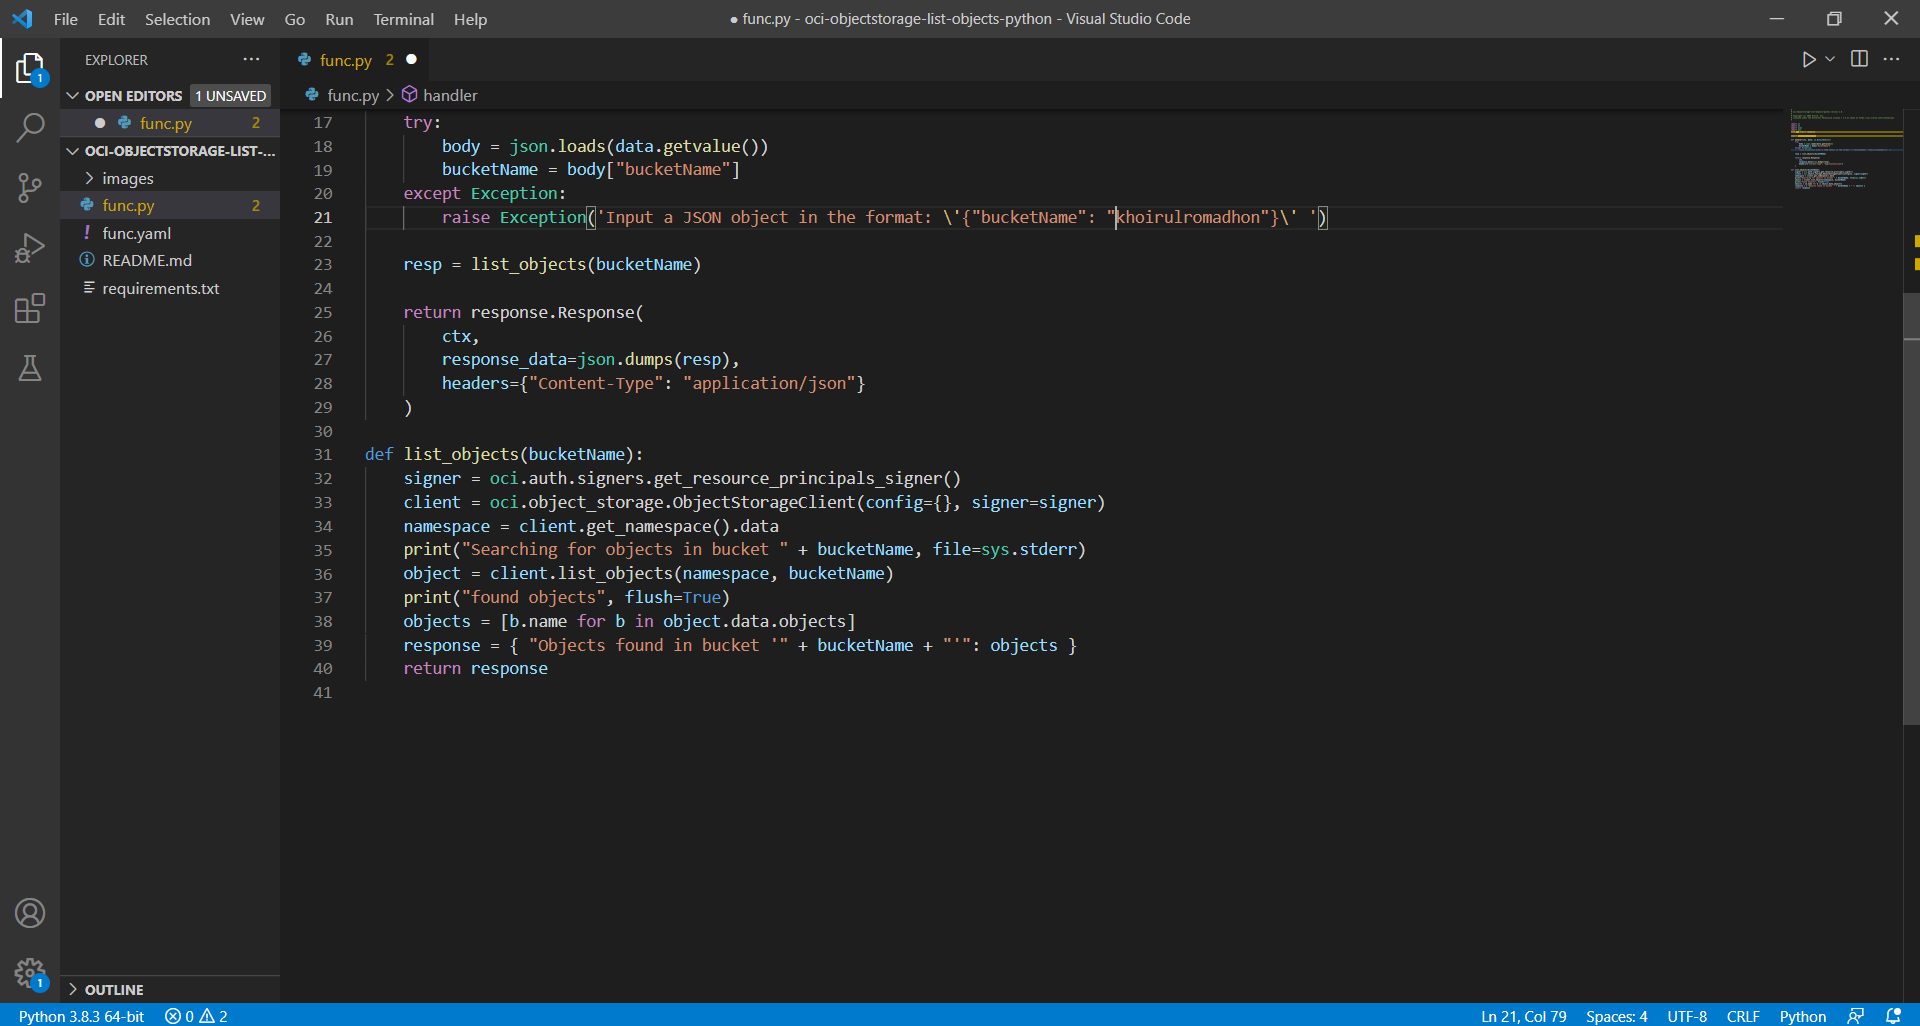 File Edit Selection View Go Run Terminal Help
● func.py - oci-objectstorage-list-objects-python - Visual Studio Code
1
EXPLORER ···
OPEN EDITORS 1 UNSAVED
func.py 2
OCI-OBJECTSTORAGE-LIST-...
images
func.py 2
! func.yaml
README.md
requirements.txt
func.py 2
func.py > handler
17 try:
18 body = json.loads(data.getvalue())
19 bucketName = body["bucketName"]
20 except Exception:
21 raise Exception('Input a JSON object in the format: \'{"bucketName": "khoirulromadhon"}\' ')
22
23 resp = list_objects(bucketName)
24
25 return response.Response(
26 ctx,
27 response_data=json.dumps(resp),
28 headers={"Content-Type": "application/json"}
29 )
30
31 def list_objects(bucketName):
32 signer = oci.auth.signers.get_resource_principals_signer()
33 client = oci.object_storage.ObjectStorageClient(config={}, signer=signer)
34 namespace = client.get_namespace().data
35 print("Searching for objects in bucket " + bucketName, file=sys.stderr)
36 object = client.list_objects(namespace, bucketName)
37 print("found objects", flush=True)
38 objects = [b.name for b in object.data.objects]
39 response = { "Objects found in bucket '" + bucketName + "'": objects }
40 return response
41
1
OUTLINE
Python 3.8.3 64-bit 0 2
Ln 21, Col 79 Spaces: 4 UTF-8 CRLF Python